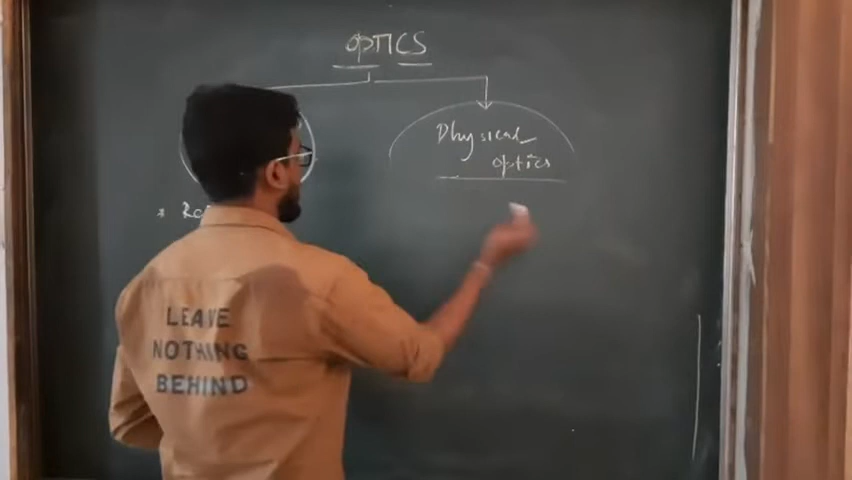 OPTICS
Physical
optics
LEAVE
NOTHING
BEHIND